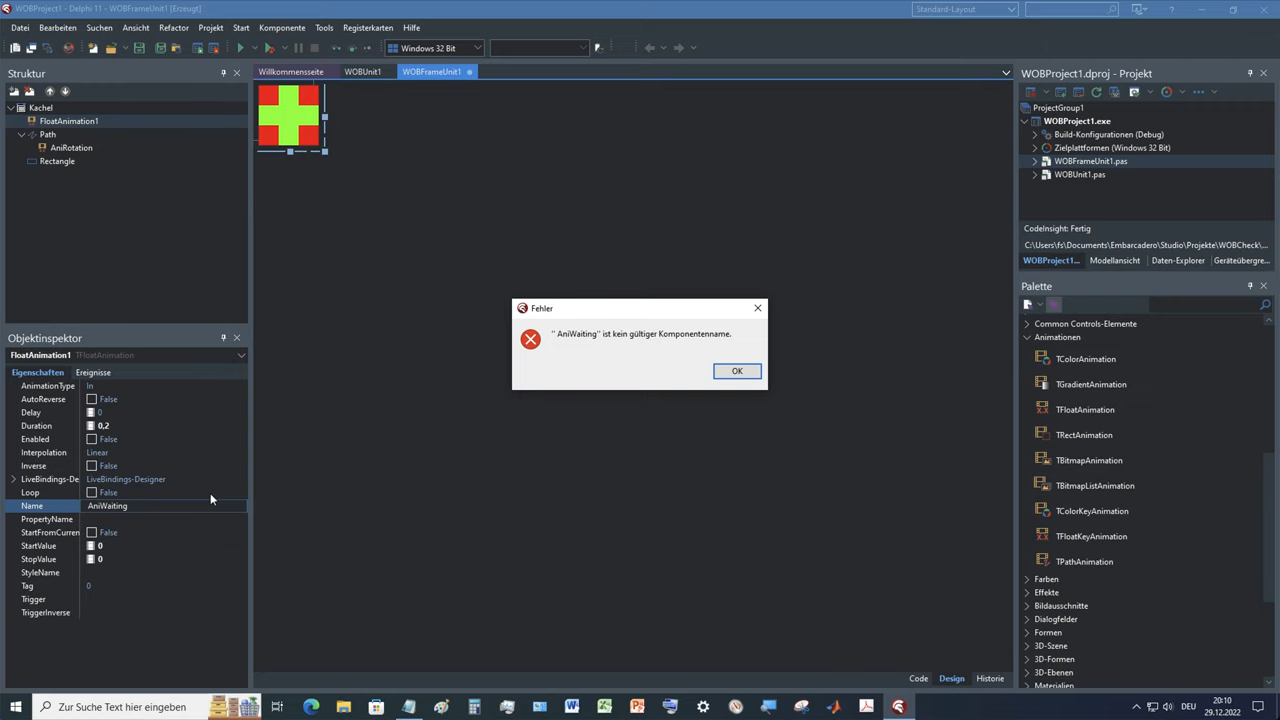 WOBProject1 - Delphi 11 - WOBFrameUnit1 [Erzeugt]
Standard-Layout
Datei Bearbeiten Suchen Ansicht Refactor Projekt Start Komponente Tools Registerkarten Hilfe
Windows 32 Bit
Struktur
Kachel
FloatAnimation1
Path
AniRotation
Rectangle
Willkommensseite WOBUnit1 WOBFrameUnit1
Objektinspektor
FloatAnimation1 TFloatAnimation
Eigenschaften Ereignisse
AnimationType In
AutoReverse False
Delay 0
Duration 0,2
Enabled False
Interpolation Linear
Inverse False
LiveBindings-De LiveBindings-Designer
Loop False
Name AniWaiting
PropertyName
StartFromCurren False
StartValue 0
StopValue 0
StyleName
Tag 0
Trigger
TriggerInverse
Fehler
'' AniWaiting'' ist kein gültiger Komponentenname.
OK
Code Design Historie
WOBProject1.dproj - Projekt
ProjectGroup1
WOBProject1.exe
Build-Konfigurationen (Debug)
Zielplattformen (Windows 32 Bit)
WOBFrameUnit1.pas
WOBUnit1.pas
CodeInsight: Fertig
C:\Users\fs\Documents\Embarcadero\Studio\Projekte\WOBCheck\,...
WOBProject1... Modellansicht Daten-Explorer Geräteübergre...
Palette
Common Controls-Elemente
Animationen
TColorAnimation
TGradientAnimation
TFloatAnimation
TRectAnimation
TBitmapAnimation
TBitmapListAnimation
TColorKeyAnimation
TFloatKeyAnimation
TPathAnimation
Farben
Effekte
Bildausschnitte
Dialogfelder
Formen
3D-Szene
3D-Formen
3D-Ebenen
Materialien
Zur Suche Text hier eingeben
DEU
20:10
29.12.2022